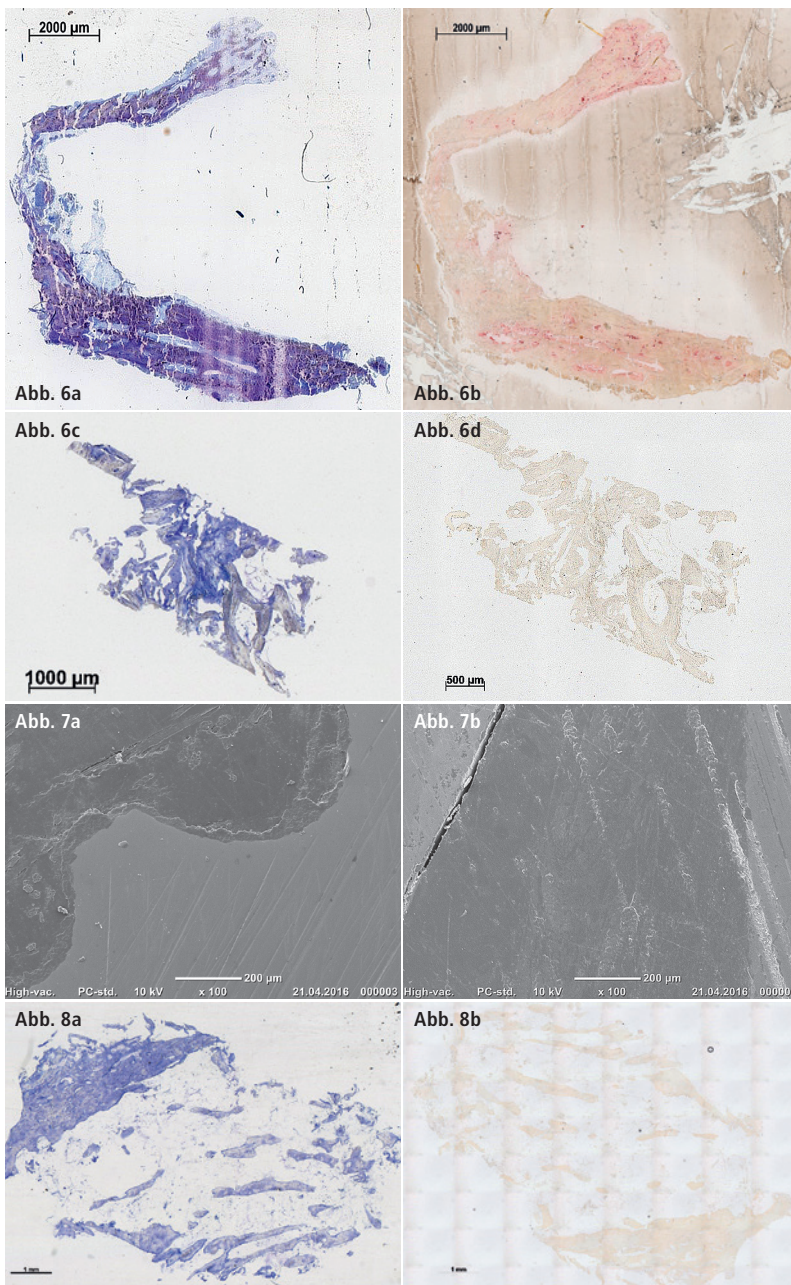 2000 µm
Abb. 6a
2000 µm
Abb. 6b
Abb. 6c
1000 µm
Abb. 6d
500 µm
Abb. 7a
200 µm
High-vac. PC-std. 10 kV x 100 21.04.2016 000003
Abb. 7b
200 µm
High-vac. PC-std. 10 kV x 100 21.04.2016 00000
Abb. 8a
1 mm
Abb. 8b
1 mm